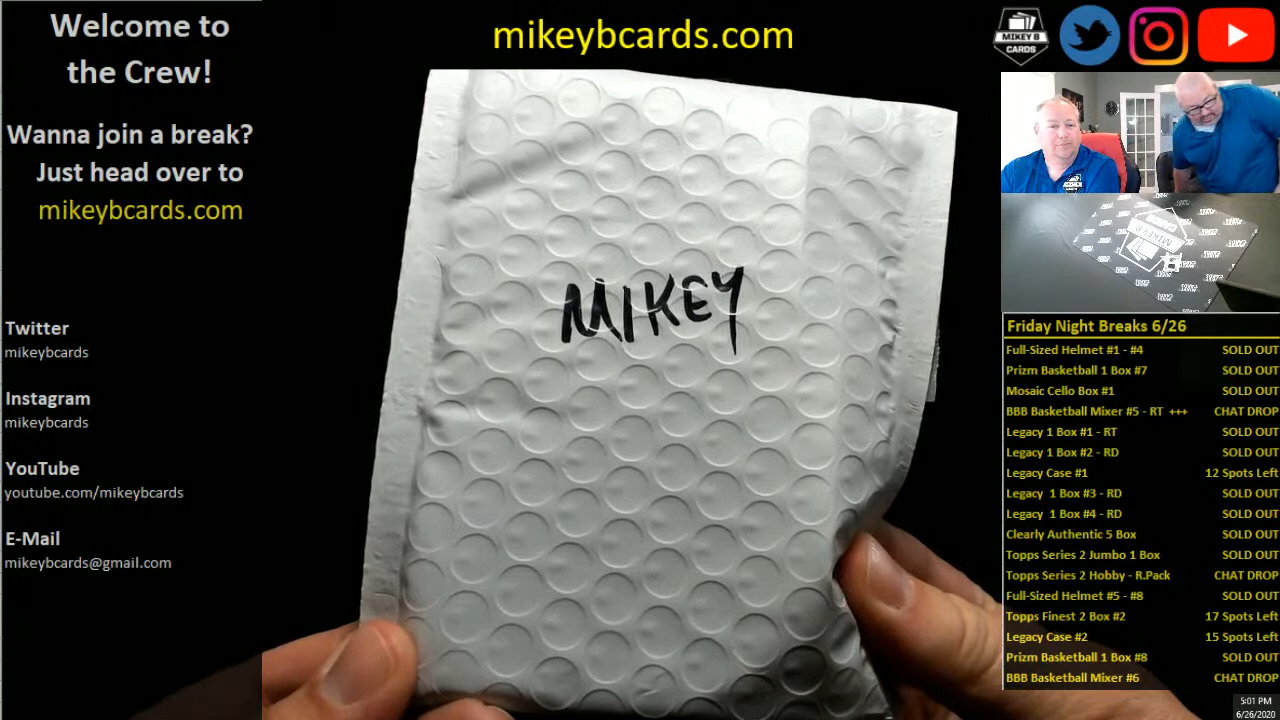 Welcome to
the Crew!
Wanna join a break?
Just head over to
mikeybcards.com
Twitter
mikeybcards
Instagram
mikeybcards
YouTube
youtube.com/mikeybcards
E-Mail
mikeybcards@gmail.com
mikeybcards.com
MIKEY
MIKEY B
CARDS
Friday Night Breaks 6/26
Full-Sized Helmet #1 - #4 SOLD OUT
Prizm Basketball 1 Box #7 SOLD OUT
Mosaic Cello Box #1 SOLD OUT
BBB Basketball Mixer #5 - RT +++ CHAT DROP
Legacy 1 Box #1 - RT SOLD OUT
Legacy 1 Box #2 - RD SOLD OUT
Legacy Case #1 12 Spots Left
Legacy 1 Box #3 - RD SOLD OUT
Legacy 1 Box #4 - RD SOLD OUT
Clearly Authentic 5 Box SOLD OUT
Topps Series 2 Jumbo 1 Box SOLD OUT
Topps Series 2 Hobby - R.Pack CHAT DROP
Full-Sized Helmet #5 - #8 SOLD OUT
Topps Finest 2 Box #2 17 Spots Left
Legacy Case #2 15 Spots Left
Prizm Basketball 1 Box #8 SOLD OUT
BBB Basketball Mixer #6 CHAT DROP
5:01 PM
6/26/2020